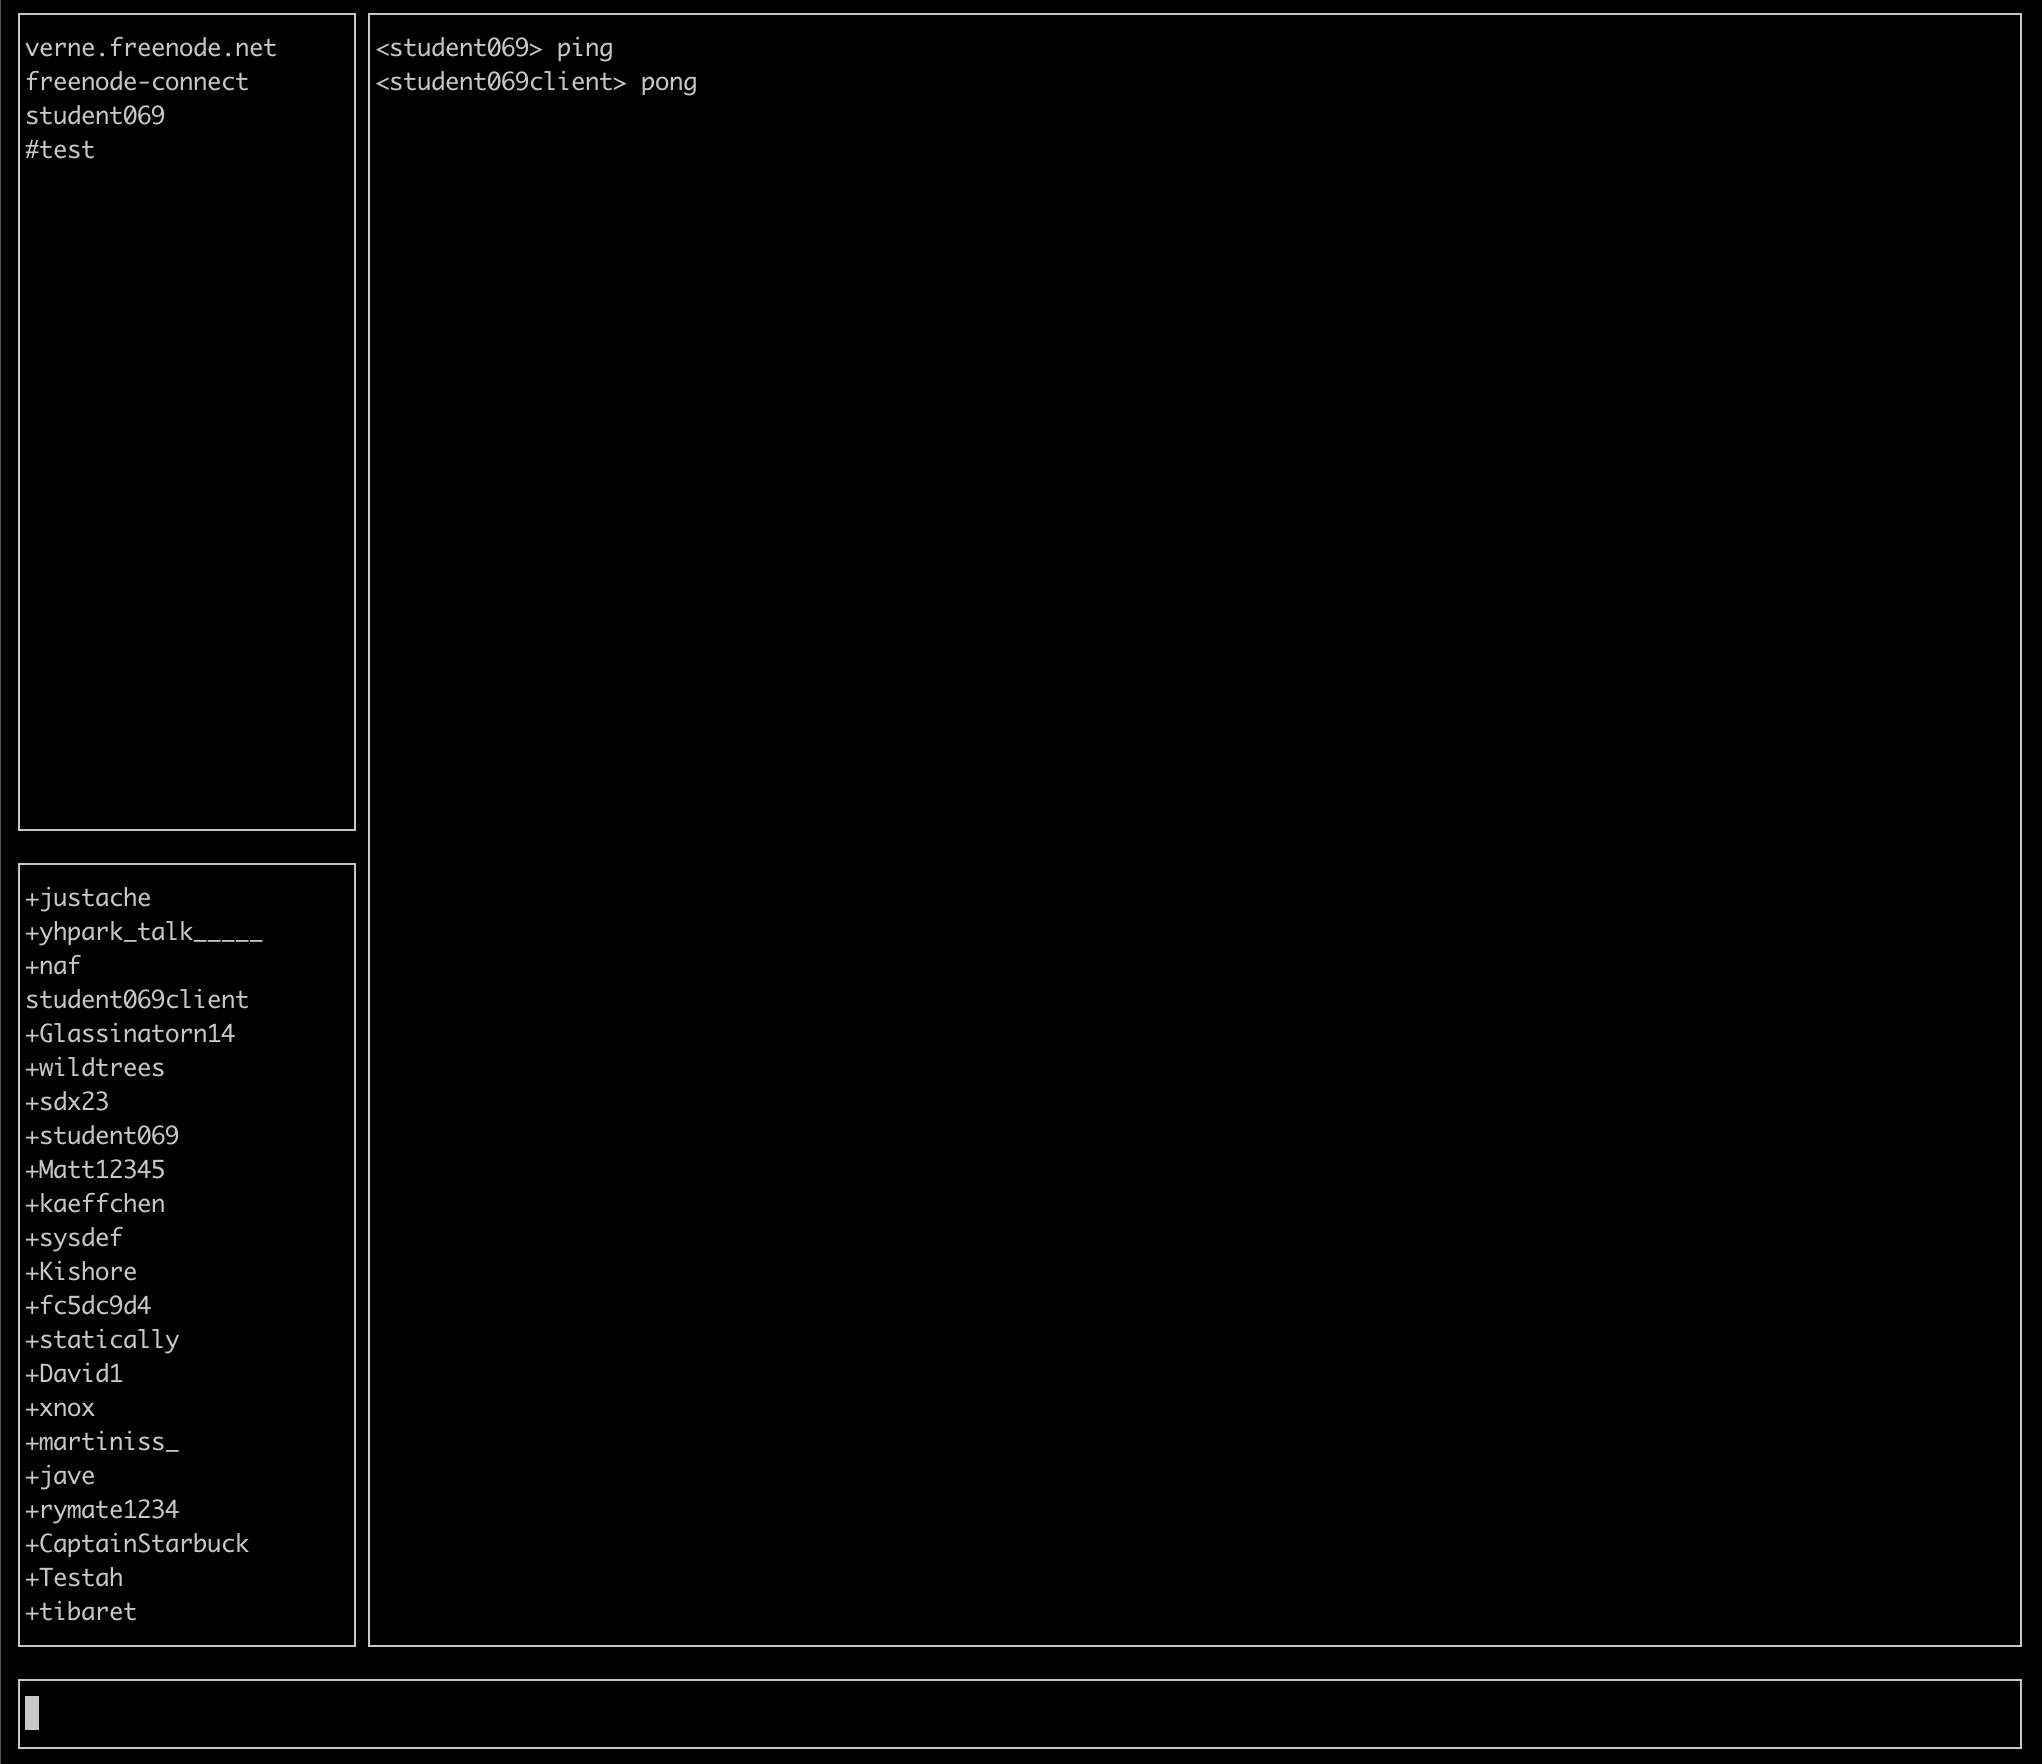 verne.freenode.net
freenode-connect
student069
#test
<student069> ping
<student069client> pong
+justache
+yhpark_talk_____
+naf
student069client
+Glassinatorn14
+wildtrees
+sdx23
+student069
+Matt12345
+kaeffchen
+sysdef
+Kishore
+fc5dc9d4
+statically
+David1
+xnox
+martiniss_
+jave
+rymate1234
+CaptainStarbuck
+Testah
+tibaret